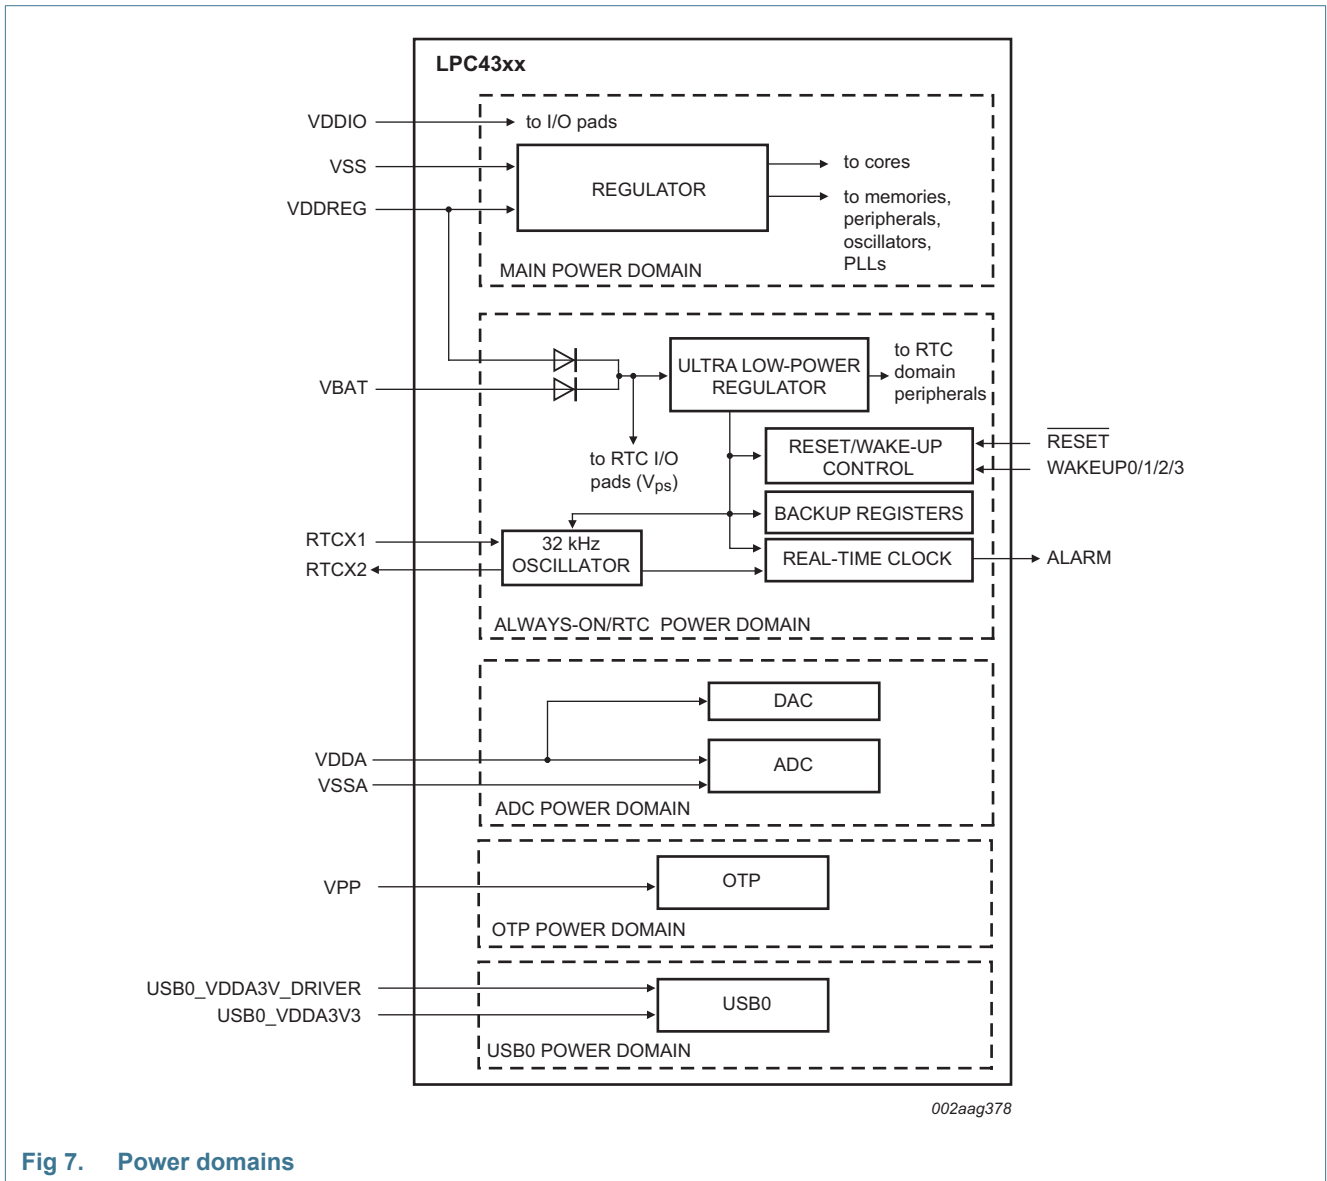 LPC43xx
VDDIO
to I/O pads
VSS
REGULATOR
to cores
VDDREG
to memories,
peripherals,
oscillators,
PLLs
MAIN POWER DOMAIN
VBAT
ULTRA LOW-POWER
REGULATOR
to RTC
domain
peripherals
to RTC I/O
pads (Vps)
RESET/WAKE-UP
CONTROL
RESET
WAKEUP0/1/2/3
BACKUP REGISTERS
RTCX1
RTCX2
32 kHz
OSCILLATOR
REAL-TIME CLOCK
ALARM
ALWAYS-ON/RTC POWER DOMAIN
DAC
VDDA
ADC
VSSA
ADC POWER DOMAIN
VPP
OTP
OTP POWER DOMAIN
USB0_VDDA3V_DRIVER
USB0_VDDA3V3
USB0
USB0 POWER DOMAIN
002aag378
Fig 7. Power domains